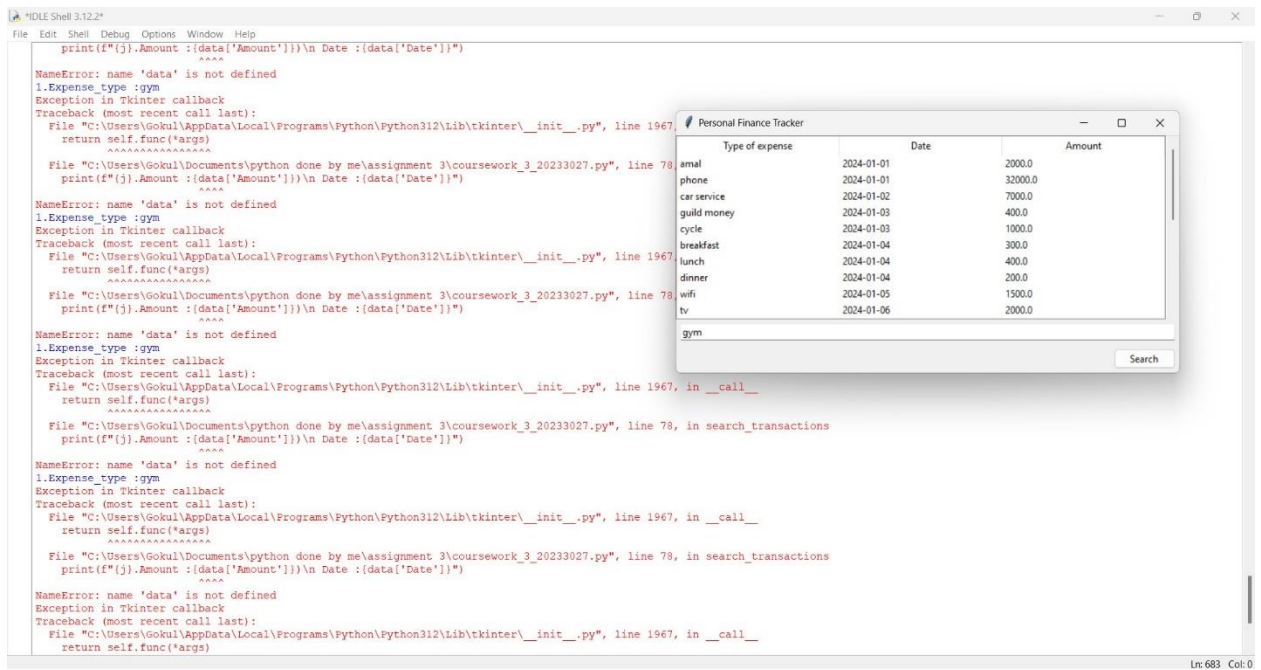 *IDLE Shell 3.12.2*
File Edit Shell Debug Options Window Help
print(f"{j}.Amount :{data['Amount']})\n Date :{data['Date']}")
^^^^
NameError: name 'data' is not defined
1.Expense_type :gym
Exception in Tkinter callback
Traceback (most recent call last):
File "C:\Users\Gokul\AppData\Local\Programs\Python\Python312\Lib\tkinter\__init__.py", line 1967,
return self.func(*args)
^^^^^^^^^^^^^^^^
File "C:\Users\Gokul\Documents\python done by me\assignment 3\coursework_3_20233027.py", line 78,
print(f"{j}.Amount :{data['Amount']})\n Date :{data['Date']}")
^^^^
NameError: name 'data' is not defined
1.Expense_type :gym
Exception in Tkinter callback
Traceback (most recent call last):
File "C:\Users\Gokul\AppData\Local\Programs\Python\Python312\Lib\tkinter\__init__.py", line 1967,
return self.func(*args)
^^^^^^^^^^^^^^^^
File "C:\Users\Gokul\Documents\python done by me\assignment 3\coursework_3_20233027.py", line 78,
print(f"{j}.Amount :{data['Amount']})\n Date :{data['Date']}")
^^^^
NameError: name 'data' is not defined
1.Expense_type :gym
Exception in Tkinter callback
Traceback (most recent call last):
File "C:\Users\Gokul\AppData\Local\Programs\Python\Python312\Lib\tkinter\__init__.py", line 1967, in __call__
return self.func(*args)
^^^^^^^^^^^^^^^^
File "C:\Users\Gokul\Documents\python done by me\assignment 3\coursework_3_20233027.py", line 78, in search_transactions
print(f"{j}.Amount :{data['Amount']})\n Date :{data['Date']}")
^^^^
NameError: name 'data' is not defined
1.Expense_type :gym
Exception in Tkinter callback
Traceback (most recent call last):
File "C:\Users\Gokul\AppData\Local\Programs\Python\Python312\Lib\tkinter\__init__.py", line 1967, in __call__
return self.func(*args)
^^^^^^^^^^^^^^^^
File "C:\Users\Gokul\Documents\python done by me\assignment 3\coursework_3_20233027.py", line 78, in search_transactions
print(f"{j}.Amount :{data['Amount']})\n Date :{data['Date']}")
^^^^
NameError: name 'data' is not defined
Exception in Tkinter callback
Traceback (most recent call last):
File "C:\Users\Gokul\AppData\Local\Programs\Python\Python312\Lib\tkinter\__init__.py", line 1967, in __call__
return self.func(*args)
Ln: 683 Col: 0
Personal Finance Tracker
Type of expense Date Amount
amal 2024-01-01 2000.0
phone 2024-01-01 32000.0
car service 2024-01-02 7000.0
guild money 2024-01-03 400.0
cycle 2024-01-03 1000.0
breakfast 2024-01-04 300.0
lunch 2024-01-04 400.0
dinner 2024-01-04 200.0
wifi 2024-01-05 1500.0
tv 2024-01-06 2000.0
gym
Search